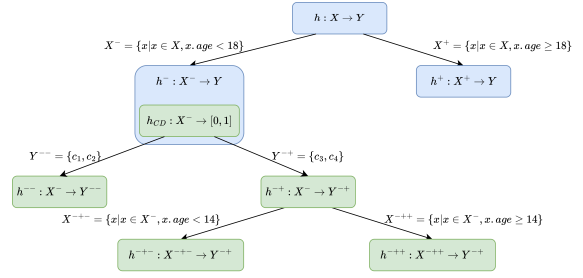 h : X → Y
X⁻ = {x|x ∈ X, x.age < 18}
X⁺ = {x|x ∈ X, x.age ≥ 18}
h⁻ : X⁻ → Y
h⁺ : X⁺ → Y
h_CD : X⁻ → [0, 1]
Y⁻⁻ = {c₁, c₂}
Y⁻⁺ = {c₃, c₄}
h⁻⁻ : X⁻ → Y⁻⁻
h⁻⁺ : X⁻ → Y⁻⁺
X⁻⁺⁻ = {x|x ∈ X⁻, x.age < 14}
X⁻⁺⁺ = {x|x ∈ X⁻, x.age ≥ 14}
h⁻⁺⁻ : X⁻⁺⁻ → Y⁻⁺
h⁻⁺⁺ : X⁻⁺⁺ → Y⁻⁺